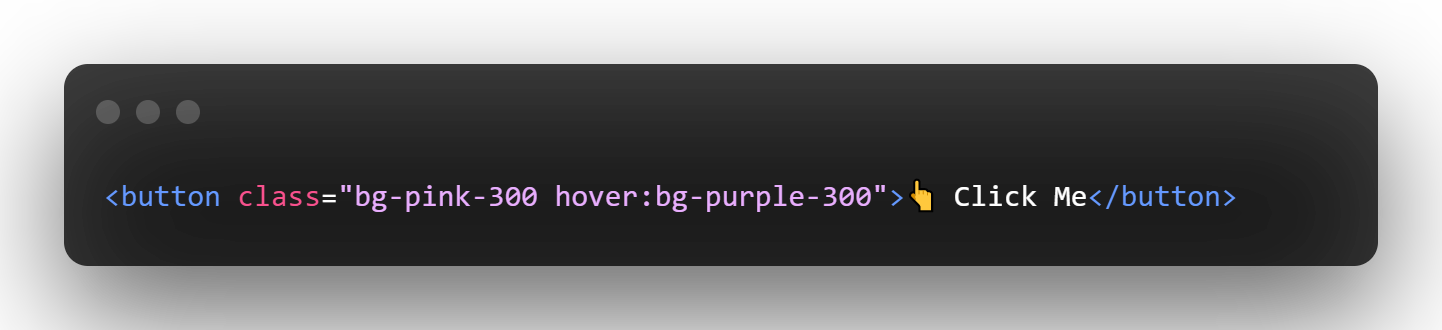 <button class="bg-pink-300 hover:bg-purple-300">👆 Click Me</button>